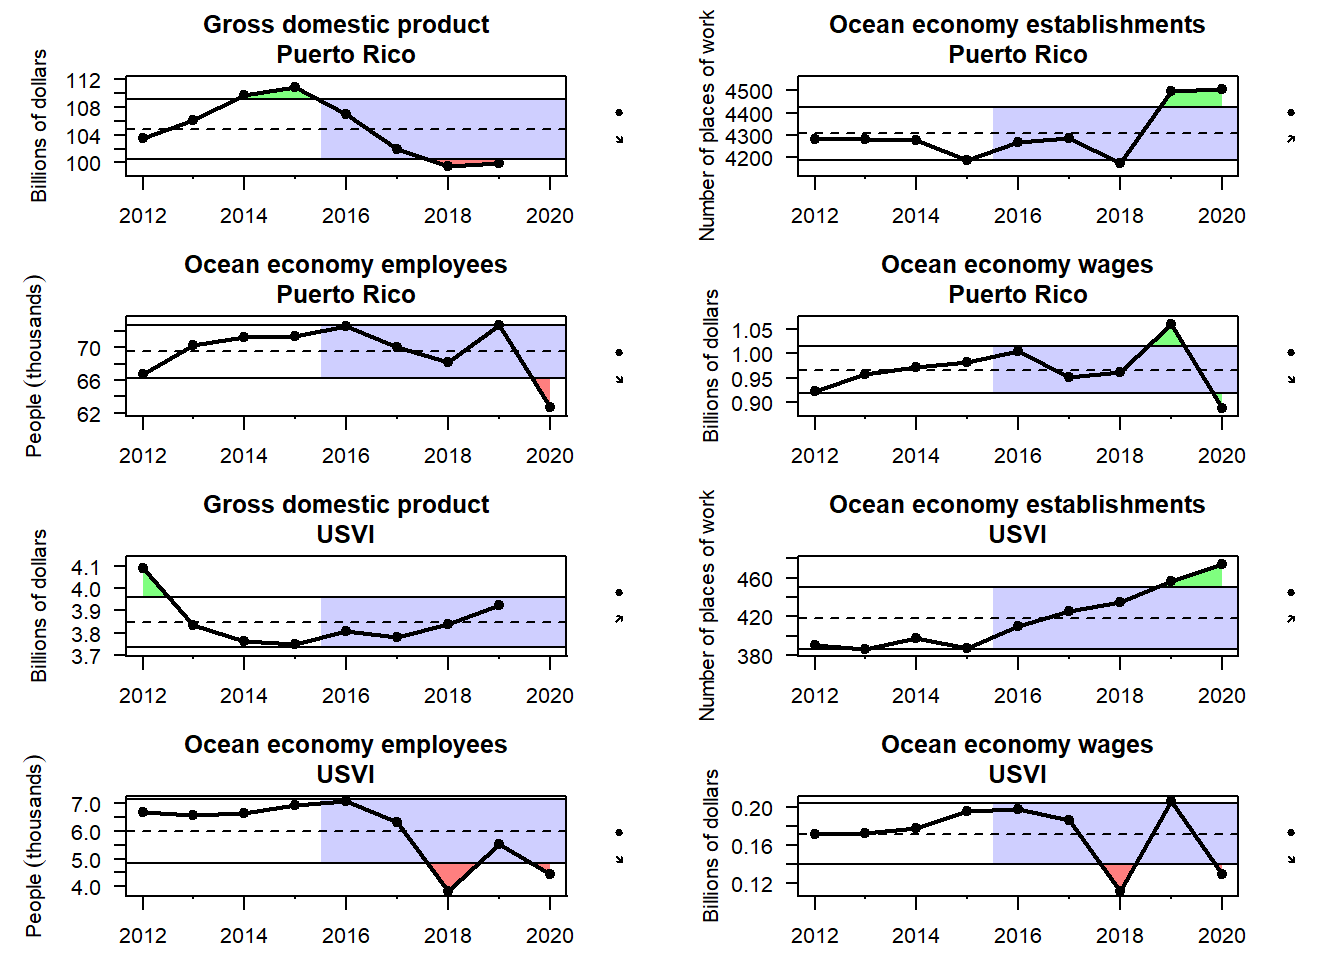 Gross domestic product
Puerto Rico
Billions of dollars
112
108
104
100
2012 2014 2016 2018 2020
Ocean economy establishments
Puerto Rico
Number of places of work
4500
4400
4300
4200
2012 2014 2016 2018 2020
Ocean economy employees
Puerto Rico
People (thousands)
70
66
62
2012 2014 2016 2018 2020
Ocean economy wages
Puerto Rico
Billions of dollars
1.05
1.00
0.95
0.90
2012 2014 2016 2018 2020
Gross domestic product
USVI
Billions of dollars
4.1
4.0
3.9
3.8
3.7
2012 2014 2016 2018 2020
Ocean economy establishments
USVI
Number of places of work
460
420
380
2012 2014 2016 2018 2020
Ocean economy employees
USVI
People (thousands)
7.0
6.0
5.0
4.0
2012 2014 2016 2018 2020
Ocean economy wages
USVI
Billions of dollars
0.20
0.16
0.12
2012 2014 2016 2018 2020